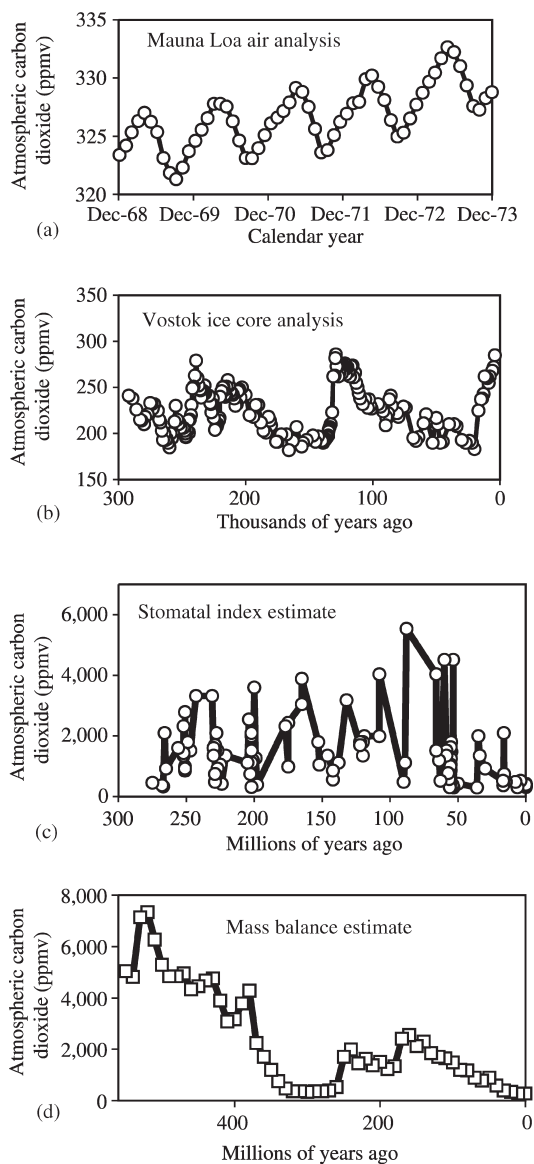 Atmospheric carbon
dioxide (ppmv)
335
330
325
320
Mauna Loa air analysis
Dec-68 Dec-69 Dec-70 Dec-71 Dec-72 Dec-73
Calendar year
(a)
Atmospheric carbon
dioxide (ppmv)
350
300
250
200
150
Vostok ice core analysis
300 200 100 0
Thousands of years ago
(b)
Atmospheric carbon
dioxide (ppmv)
6,000
4,000
2,000
0
Stomatal index estimate
300 250 200 150 100 50 0
Millions of years ago
(c)
Atmospheric carbon
dioxide (ppmv)
8,000
6,000
4,000
2,000
0
Mass balance estimate
400 200 0
Millions of years ago
(d)